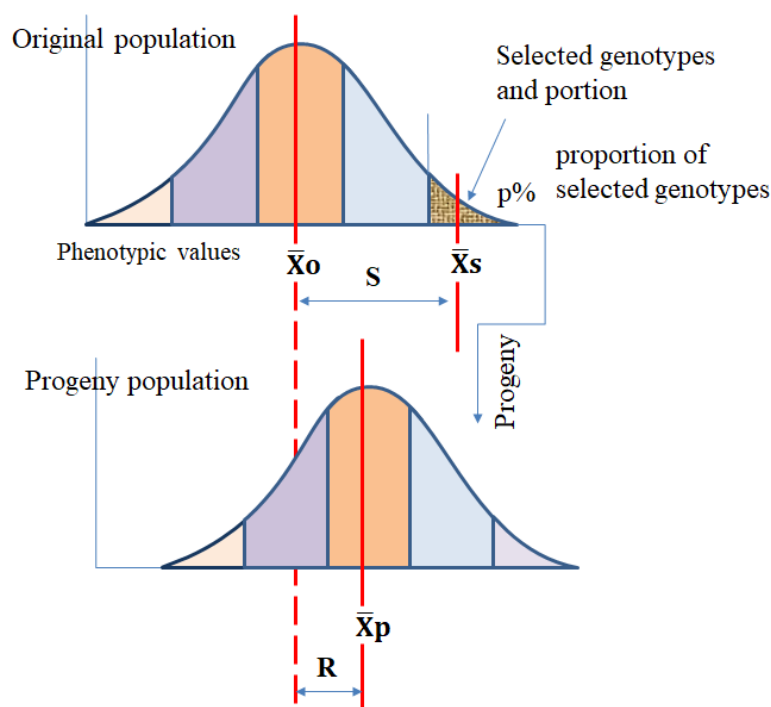 Original population
Selected genotypes
and portion
proportion of
selected genotypes
p%
Phenotypic values
X̅o
X̅s
S
Progeny
Progeny population
X̅p
R